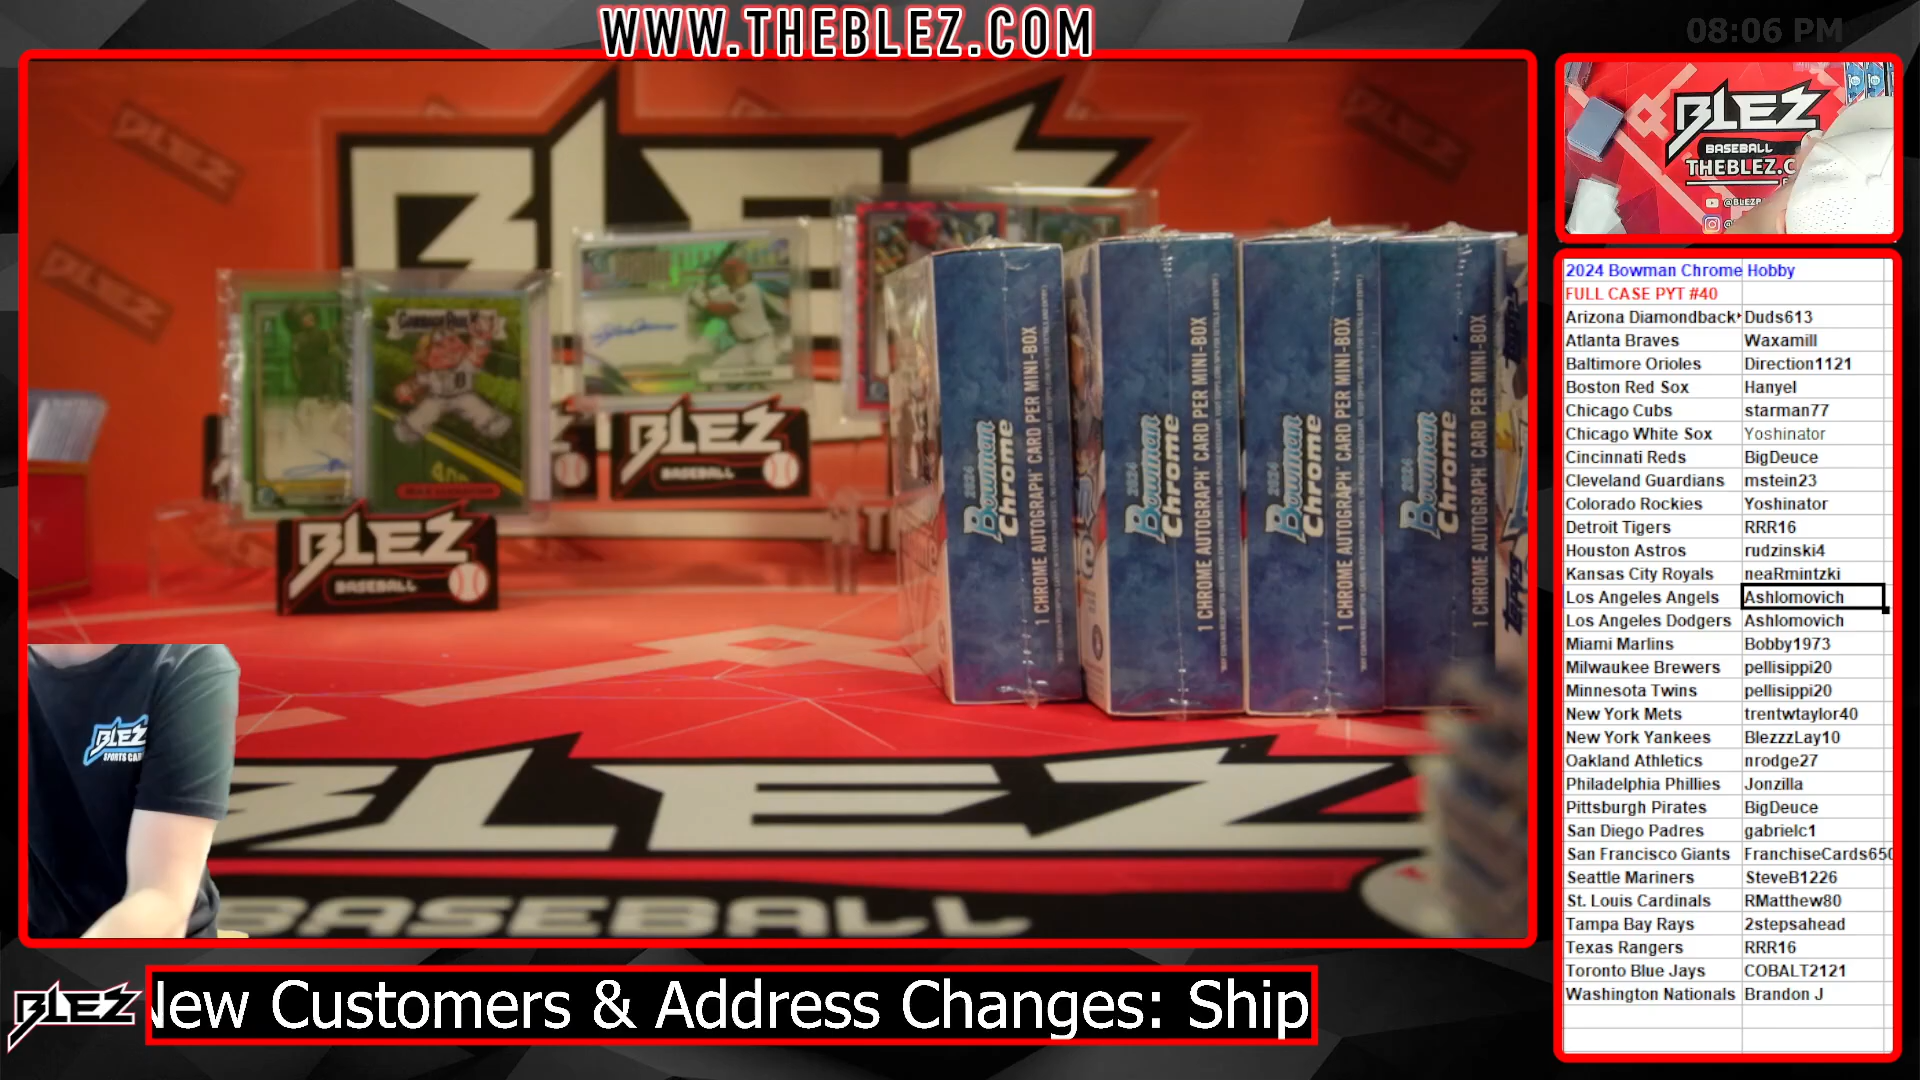 WWW.THEBLEZ.COM
08:06 PM
BLEZ
BLEZ
BASEBALL
BLEZ
BASEBALL
2024 Bowman Chrome
1 CHROME AUTOGRAPH* CARD PER MINI-BOX
2024 Bowman Chrome
1 CHROME AUTOGRAPH* CARD PER MINI-BOX
2024 Bowman Chrome
1 CHROME AUTOGRAPH* CARD PER MINI-BOX
2024 Bowman Chrome
1 CHROME AUTOGRAPH* CARD PER MINI-BOX
topps
BLEZ
SPORTS CAR
BLEZ
BASEBALL
BLEZ
New Customers & Address Changes: Ship
BLEZ
BASEBALL
THEBLEZ.C
2024 Bowman Chrome Hobby
FULL CASE PYT #40
Arizona Diamondback Duds613
Atlanta Braves Waxamill
Baltimore Orioles Direction1121
Boston Red Sox Hanyel
Chicago Cubs starman77
Chicago White Sox Yoshinator
Cincinnati Reds BigDeuce
Cleveland Guardians mstein23
Colorado Rockies Yoshinator
Detroit Tigers RRR16
Houston Astros rudzinski4
Kansas City Royals neaRmintzki
Los Angeles Angels Ashlomovich
Los Angeles Dodgers Ashlomovich
Miami Marlins Bobby1973
Milwaukee Brewers pellisippi20
Minnesota Twins pellisippi20
New York Mets trentwtaylor40
New York Yankees BlezzzLay10
Oakland Athletics nrodge27
Philadelphia Phillies Jonzilla
Pittsburgh Pirates BigDeuce
San Diego Padres gabrielc1
San Francisco Giants FranchiseCards650
Seattle Mariners SteveB1226
St. Louis Cardinals RMatthew80
Tampa Bay Rays 2stepsahead
Texas Rangers RRR16
Toronto Blue Jays COBALT2121
Washington Nationals Brandon J